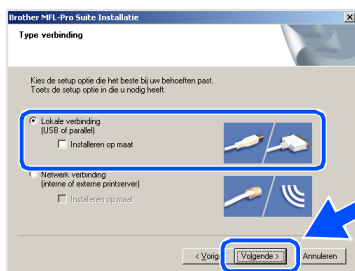 Brother MFL-Pro Suite Installatie
Type verbinding
Kies de setup optie die het beste bij uw behoeften past.
Toets de setup optie in die u nodig heeft.
Lokale verbinding
(USB of parallel)
Installeren op maat
Netwerk verbinding
(interne of externe printserver)
Installeren op maat
< Vorig Volgende > Annuleren